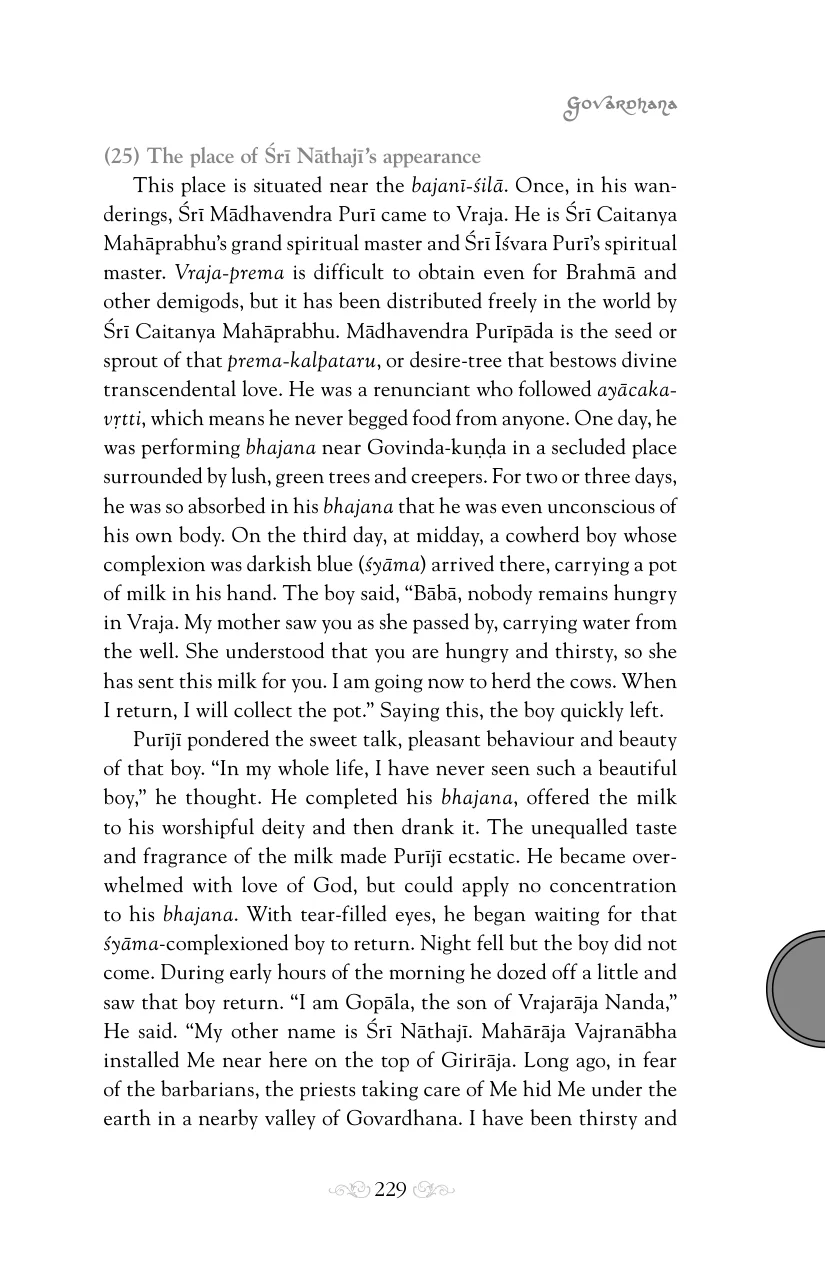 Govardhana
(25) The place of Śrī Nāthajī’s appearance
This place is situated near the bajanī-śilā. Once, in his wan-
derings, Śrī Mādhavendra Purī came to Vraja. He is Śrī Caitanya
Mahāprabhu’s grand spiritual master and Śrī Īśvara Purī’s spiritual
master. Vraja-prema is difficult to obtain even for Brahmā and
other demigods, but it has been distributed freely in the world by
Śrī Caitanya Mahāprabhu. Mādhavendra Purīpāda is the seed or
sprout of that prema-kalpataru, or desire-tree that bestows divine
transcendental love. He was a renunciant who followed ayācaka-
vṛtti, which means he never begged food from anyone. One day, he
was performing bhajana near Govinda-kuṇḍa in a secluded place
surrounded by lush, green trees and creepers. For two or three days,
he was so absorbed in his bhajana that he was even unconscious of
his own body. On the third day, at midday, a cowherd boy whose
complexion was darkish blue (śyāma) arrived there, carrying a pot
of milk in his hand. The boy said, “Bābā, nobody remains hungry
in Vraja. My mother saw you as she passed by, carrying water from
the well. She understood that you are hungry and thirsty, so she
has sent this milk for you. I am going now to herd the cows. When
I return, I will collect the pot.” Saying this, the boy quickly left.
Purījī pondered the sweet talk, pleasant behaviour and beauty
of that boy. “In my whole life, I have never seen such a beautiful
boy,” he thought. He completed his bhajana, offered the milk
to his worshipful deity and then drank it. The unequalled taste
and fragrance of the milk made Purījī ecstatic. He became over-
whelmed with love of God, but could apply no concentration
to his bhajana. With tear-filled eyes, he began waiting for that
śyāma-complexioned boy to return. Night fell but the boy did not
come. During early hours of the morning he dozed off a little and
saw that boy return. “I am Gopāla, the son of Vrajarāja Nanda,”
He said. “My other name is Śrī Nāthajī. Mahārāja Vajranābha
installed Me near here on the top of Girirāja. Long ago, in fear
of the barbarians, the priests taking care of Me hid Me under the
earth in a nearby valley of Govardhana. I have been thirsty and
229